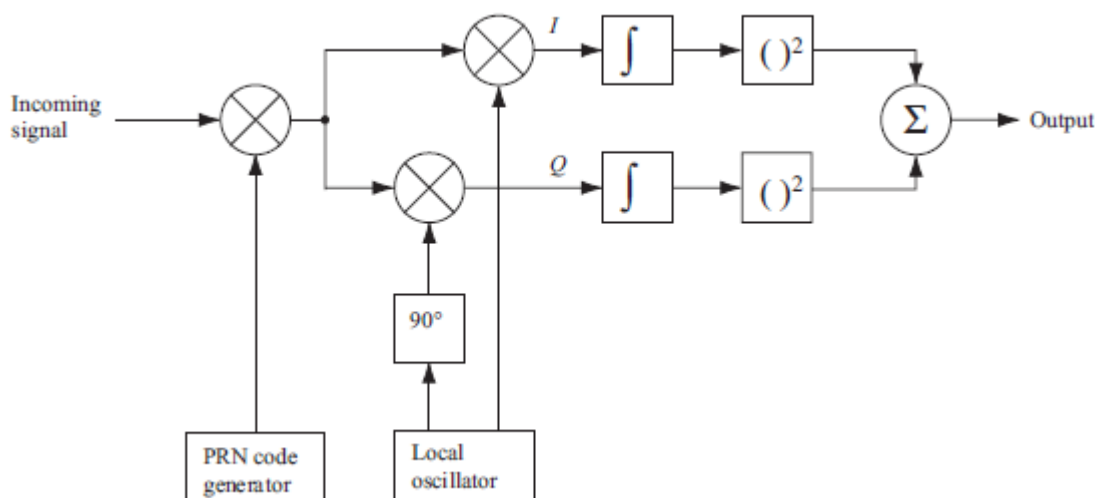 I
∫
( )²
Incoming
signal
Σ
Output
Q
∫
( )²
90°
PRN code
generator
Local
oscillator